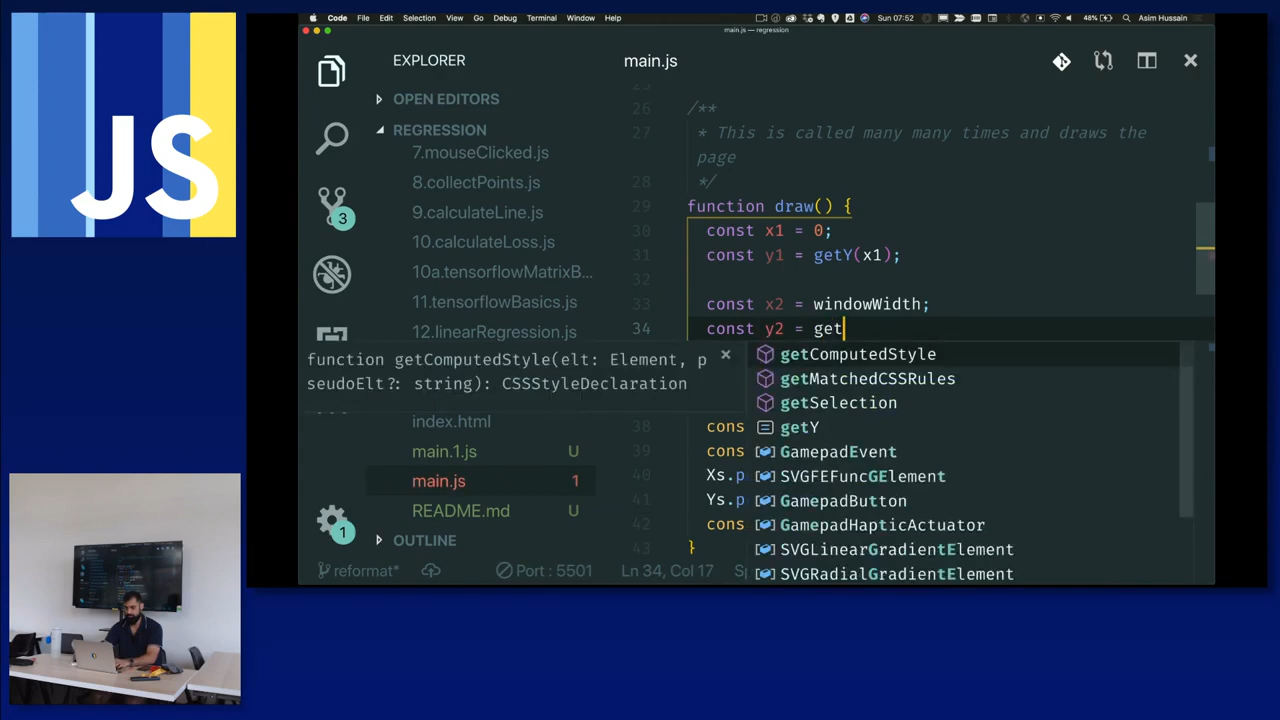 JS
Code File Edit Selection View Go Debug Terminal Window Help
Sun 07:52
48%
Asim Hussain
main.js — regression
EXPLORER
OPEN EDITORS
REGRESSION
7.mouseClicked.js
8.collectPoints.js
9.calculateLine.js
10.calculateLoss.js
10a.tensorflowMatrixB...
11.tensorflowBasics.js
12.linearRegression.js
3
function getComputedStyle(elt: Element, p
seudoElt?: string): CSSStyleDeclaration
index.html
main.1.js U
main.js 1
README.md U
OUTLINE
1
main.js
26 /**
27 * This is called many many times and draws the
page
28 */
29 function draw() {
30 const x1 = 0;
31 const y1 = getY(x1);
32
33 const x2 = windowWidth;
34 const y2 = get
getComputedStyle
getMatchedCSSRules
getSelection
getY
GamepadEvent
SVGFEFuncGElement
GamepadButton
GamepadHapticActuator
SVGLinearGradientElement
SVGRadialGradientElement
38 cons
39 cons
40 Xs.p
41 Ys.p
42 cons
43 }
reformat* Port : 5501 Ln 34, Col 17 Sp